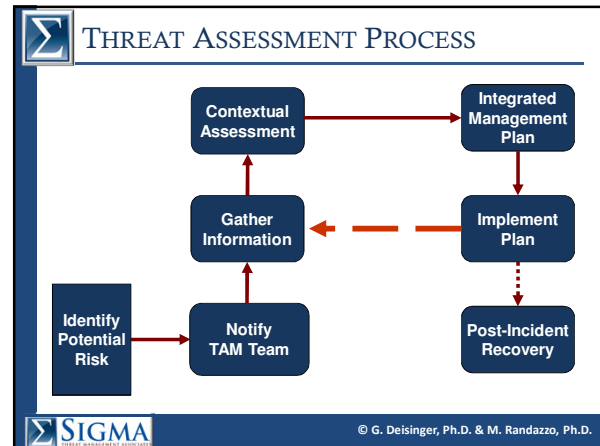 Σ
THREAT ASSESSMENT PROCESS
Contextual
Assessment
Integrated
Management
Plan
Gather
Information
Implement
Plan
Identify
Potential
Risk
Notify
TAM Team
Post-Incident
Recovery
Σ SIGMA
THREAT MANAGEMENT ASSOCIATES
© G. Deisinger, Ph.D. & M. Randazzo, Ph.D.